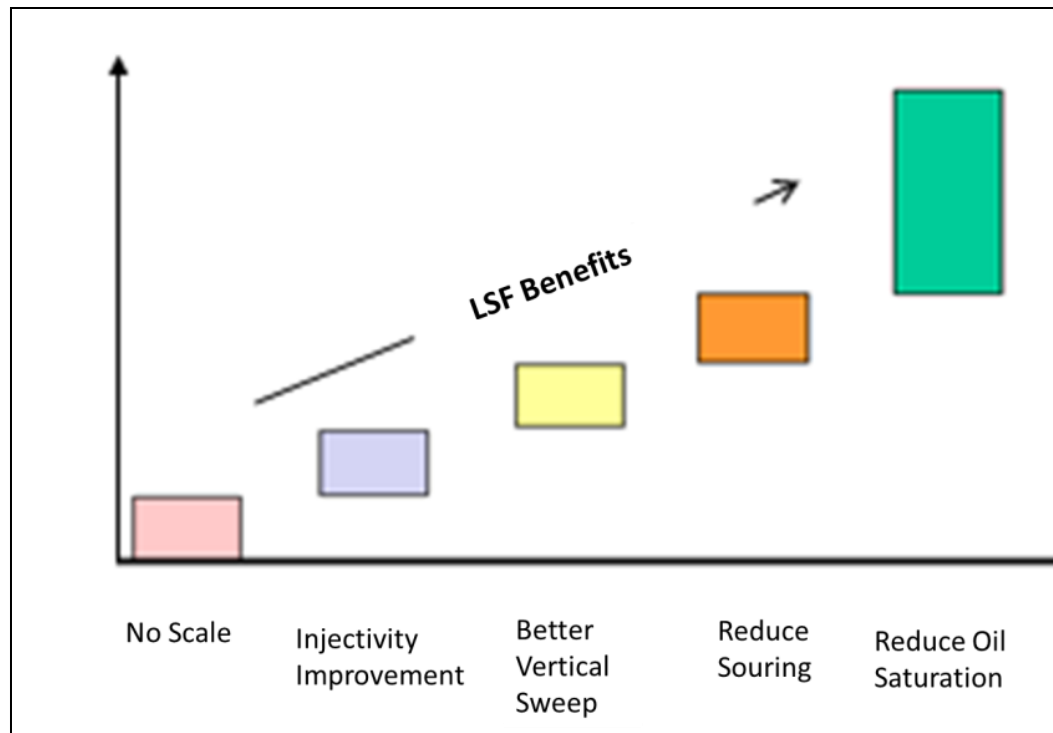 LSF Benefits
No Scale
Injectivity
Improvement
Better
Vertical
Sweep
Reduce
Souring
Reduce Oil
Saturation